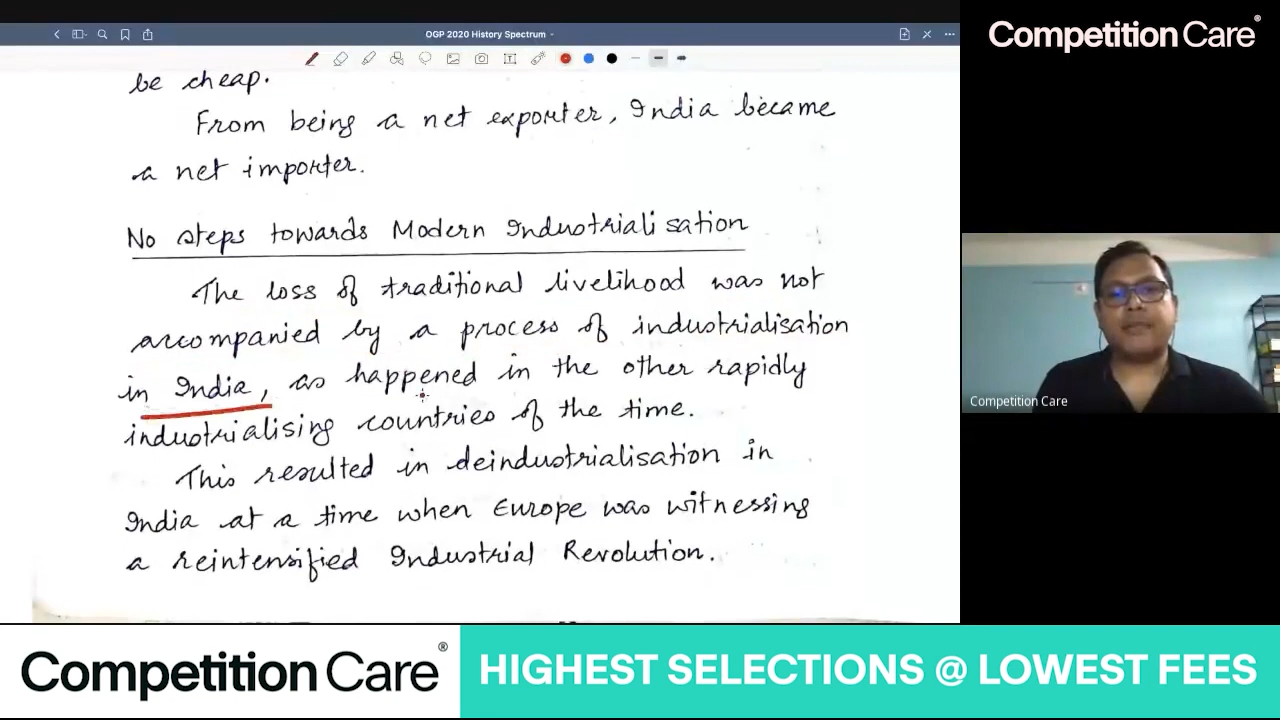 OGP 2020 History Spectrum
Competition Care®
be cheap.
From being a net exporter, India became
a net importer.
No steps towards Modern Industrialisation
The loss of traditional livelihood was not
accompanied by a process of industrialisation
in India, as happened in the other rapidly
industrialising countries of the time.
This resulted in deindustrialisation in
India at a time when Europe was witnessing
a reintensified Industrial Revolution.
Competition Care
Competition Care®
HIGHEST SELECTIONS @ LOWEST FEES